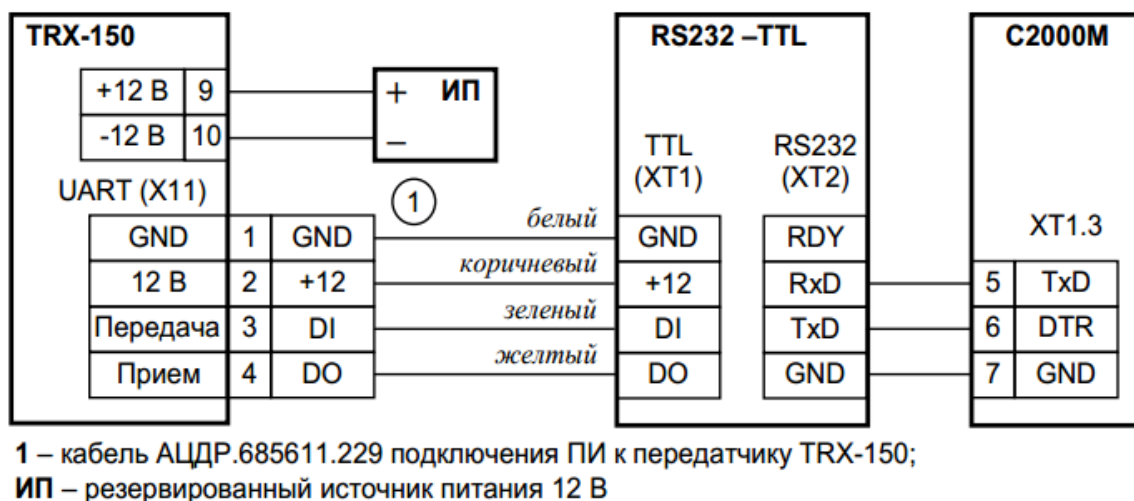 TRX-150 RS232 –TTL C2000M
+12 В 9 + ИП
-12 В 10 –
TTL RS232
(XT1) (XT2)
UART (X11) 1
белый
GND 1 GND GND RDY XT1.3
коричневый
12 В 2 +12 +12 RxD 5 TxD
зеленый
Передача 3 DI DI TxD 6 DTR
желтый
Прием 4 DO DO GND 7 GND
1 – кабель АЦДР.685611.229 подключения ПИ к передатчику TRX-150;
ИП – резервированный источник питания 12 В